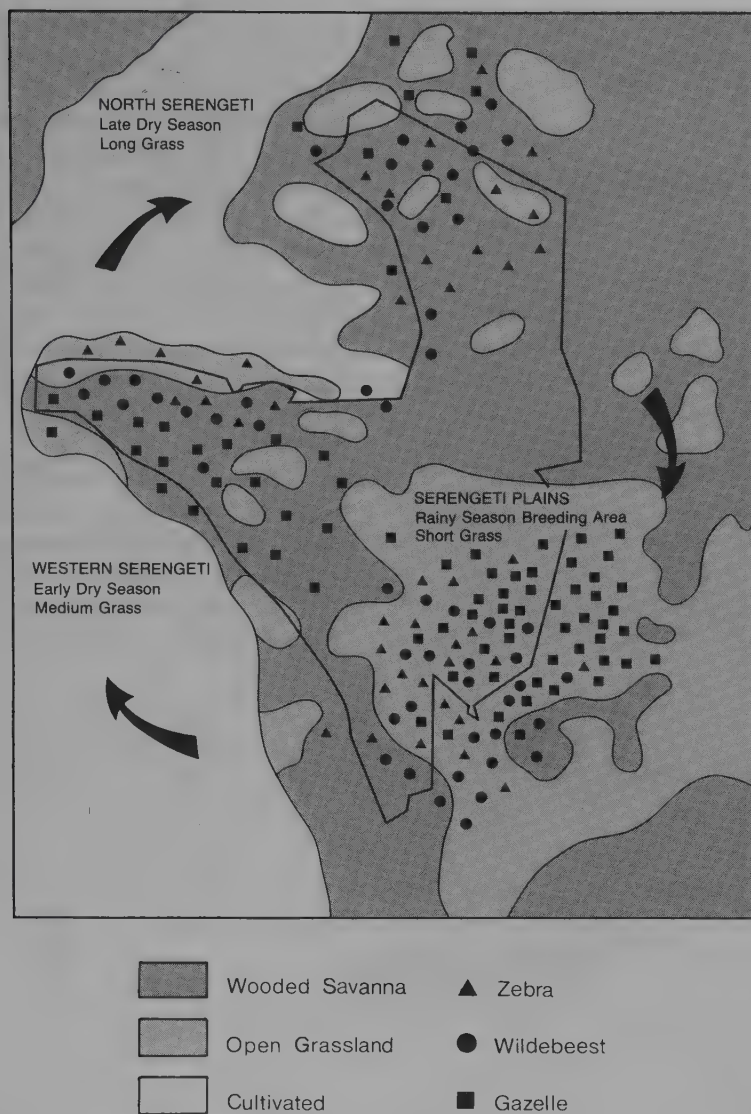 NORTH SERENGETI
Late Dry Season
Long Grass
SERENGETI PLAINS
Rainy Season Breeding Area
Short Grass
WESTERN SERENGETI
Early Dry Season
Medium Grass
Wooded Savanna
Zebra
Open Grassland
Wildebeest
Cultivated
Gazelle